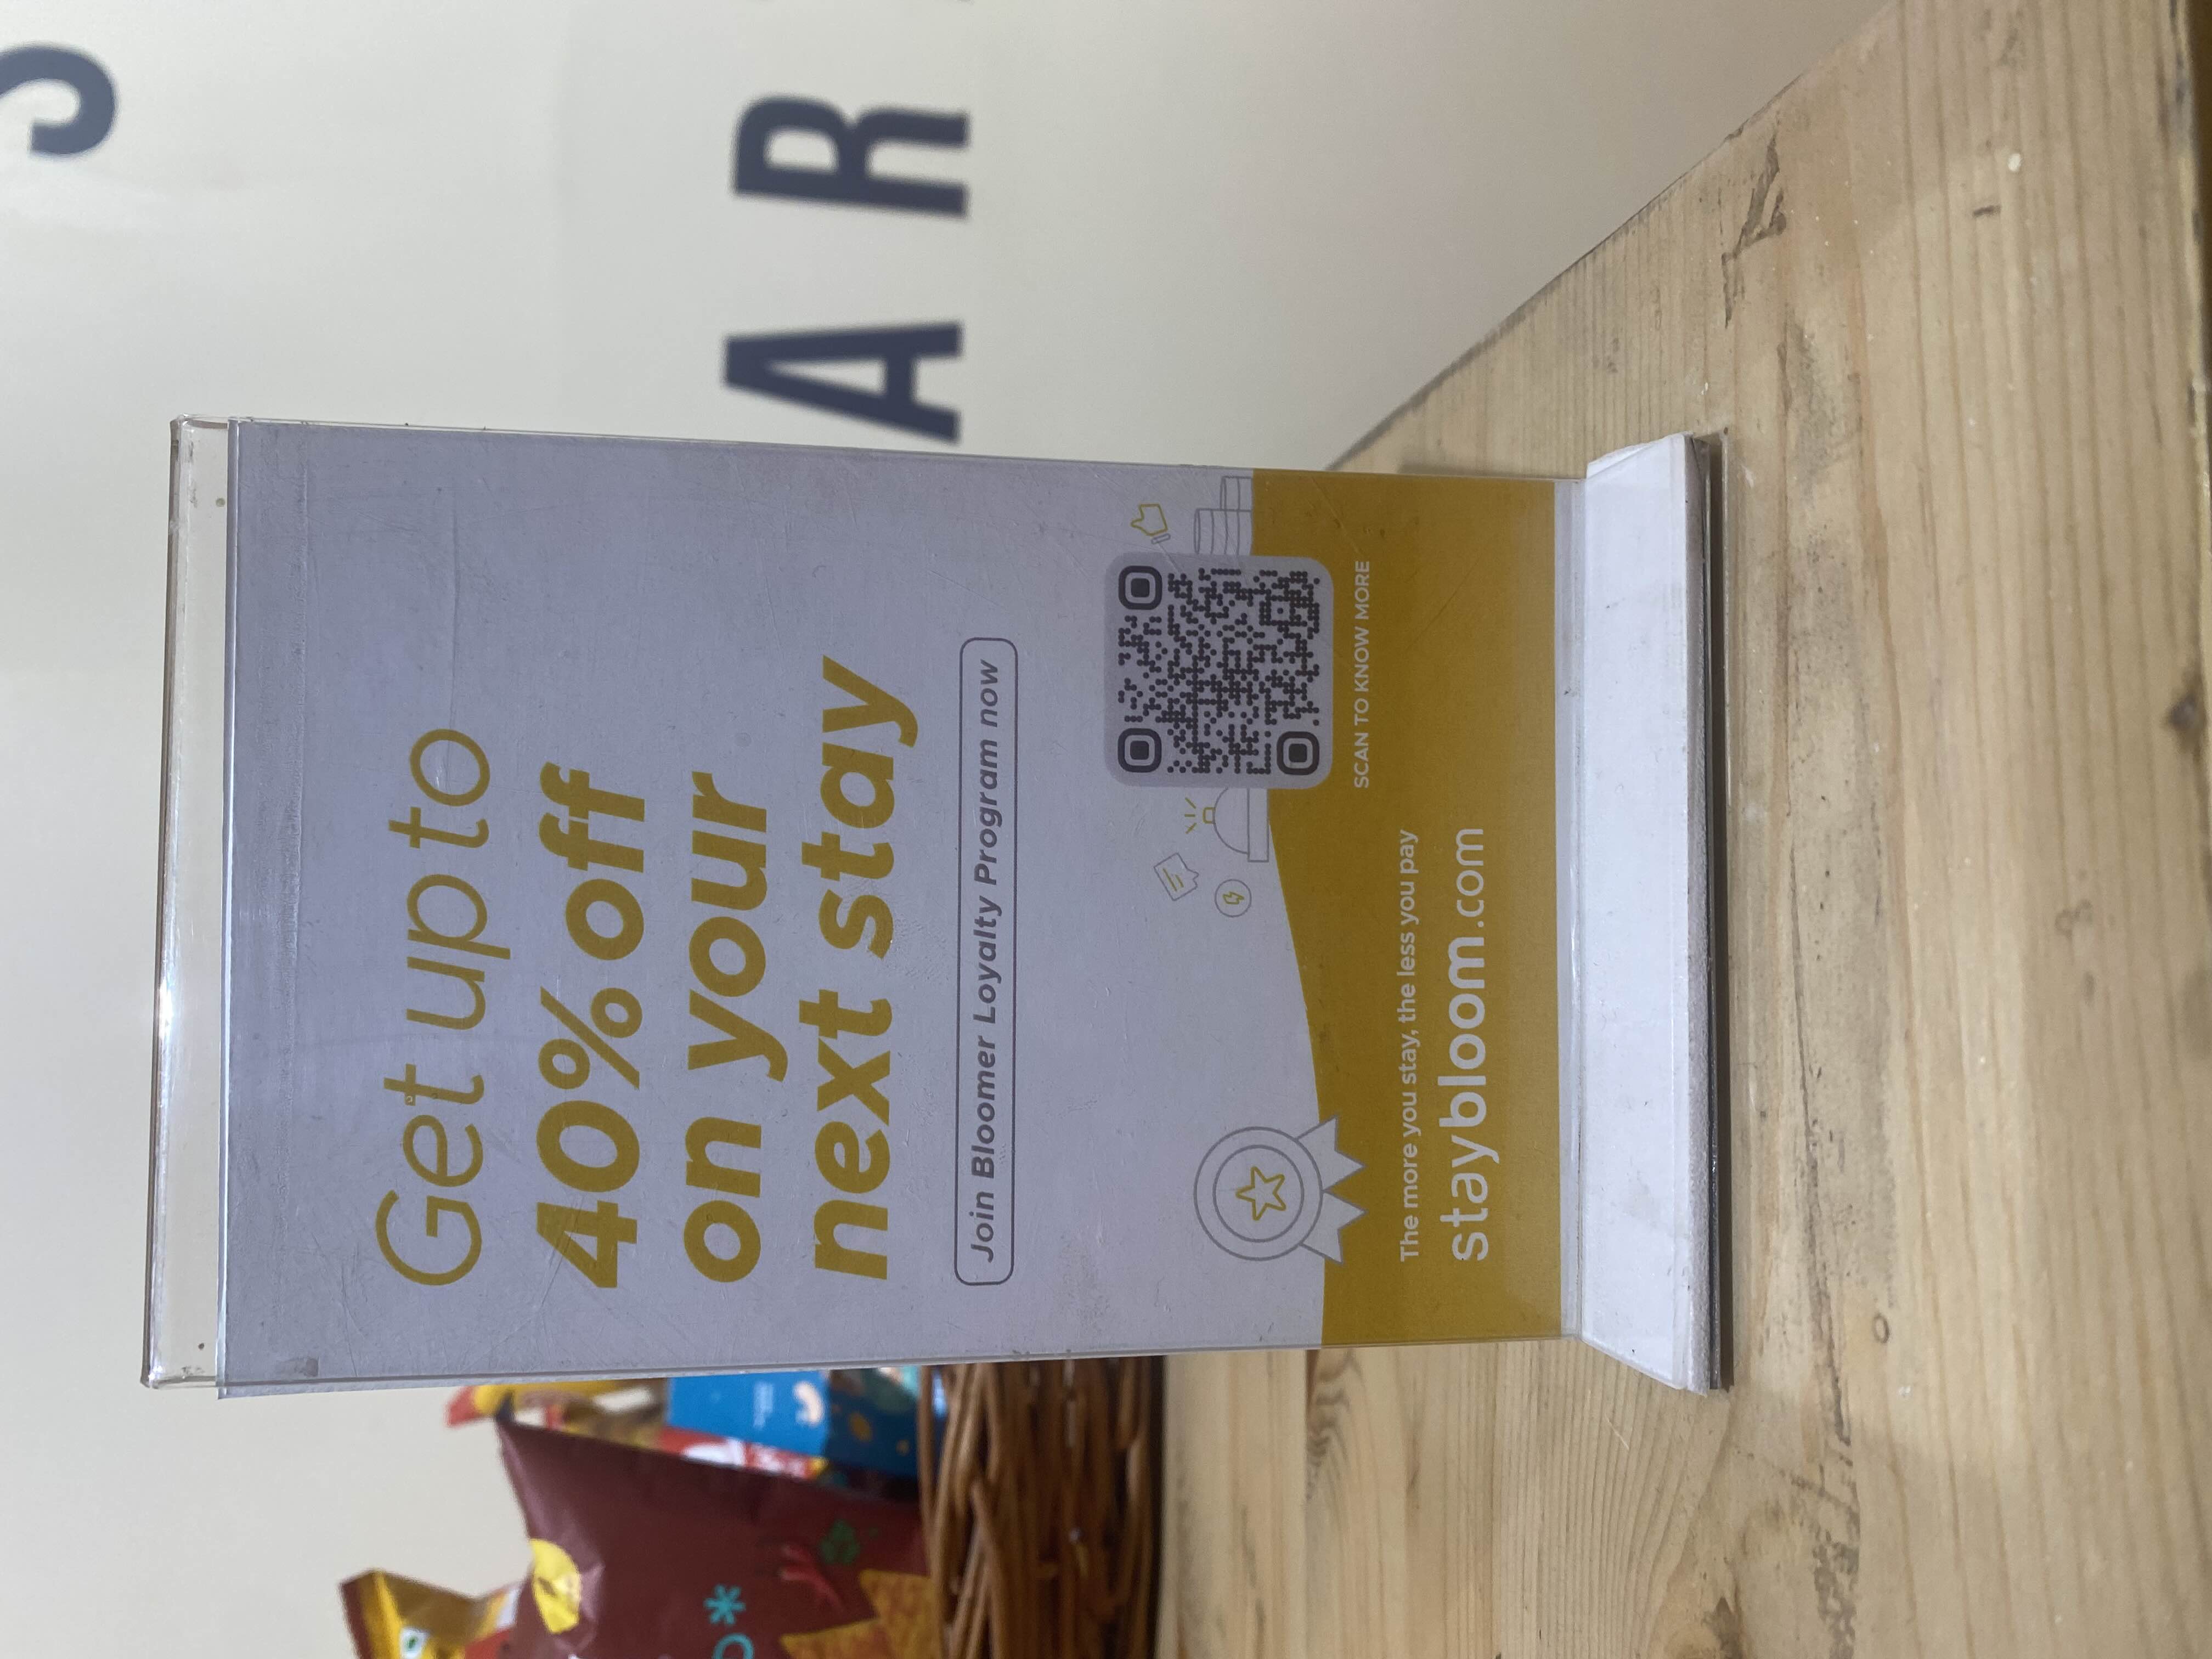 Get up to
40% off
on your
next stay
Join Bloomer Loyalty Program now
SCAN TO KNOW MORE
The more you stay, the less you pay
staybloom.com
A R